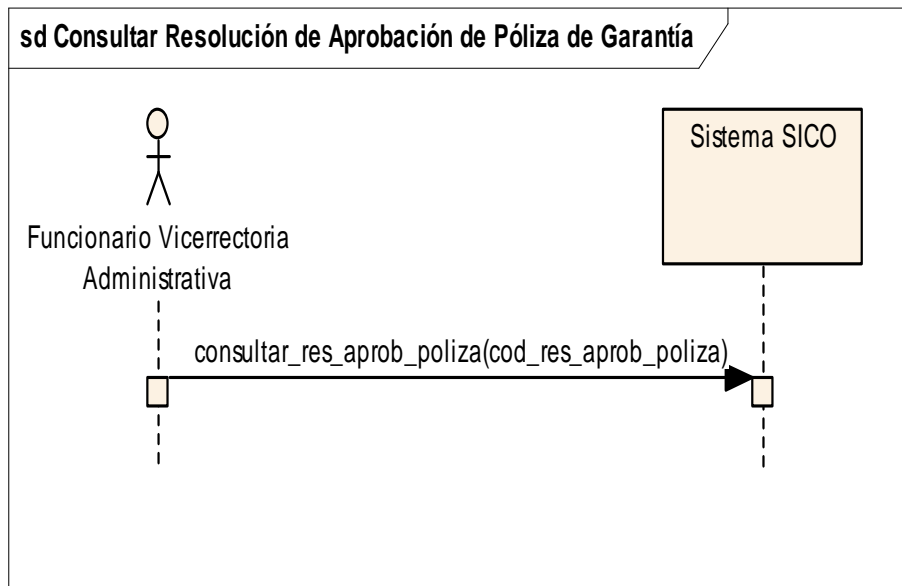 sd Consultar Resolución de Aprobación de Póliza de Garantía
Sistema SICO
Funcionario Vicerrectoria
Administrativa
consultar_res_aprob_poliza(cod_res_aprob_poliza)